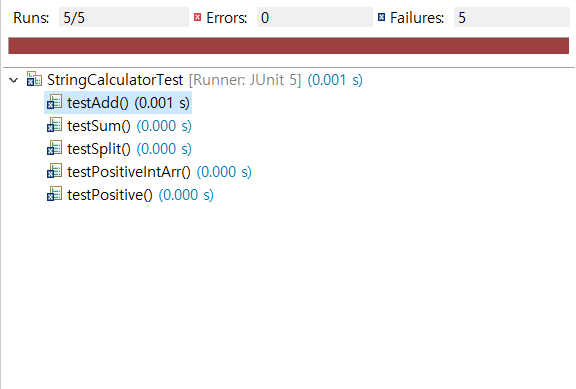 Runs: 5/5 Errors: 0 Failures: 5
StringCalculatorTest [Runner: JUnit 5] (0.001 s)
testAdd() (0.001 s)
testSum() (0.000 s)
testSplit() (0.000 s)
testPositiveIntArr() (0.000 s)
testPositive() (0.000 s)